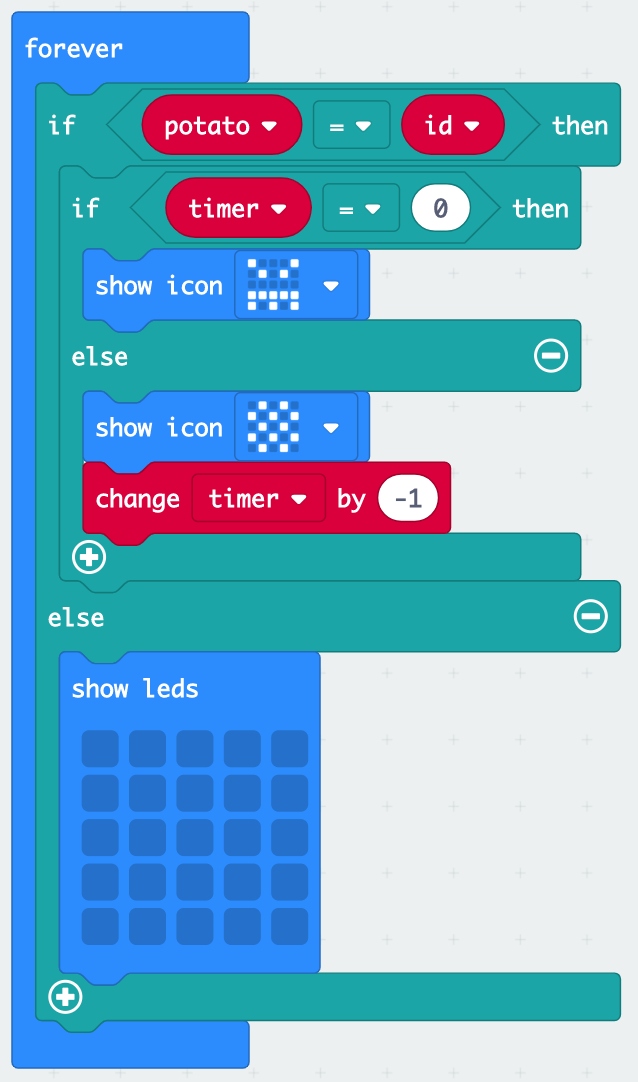 forever
if potato = id then
if timer = 0 then
show icon
else
show icon
change timer by -1
else
show leds